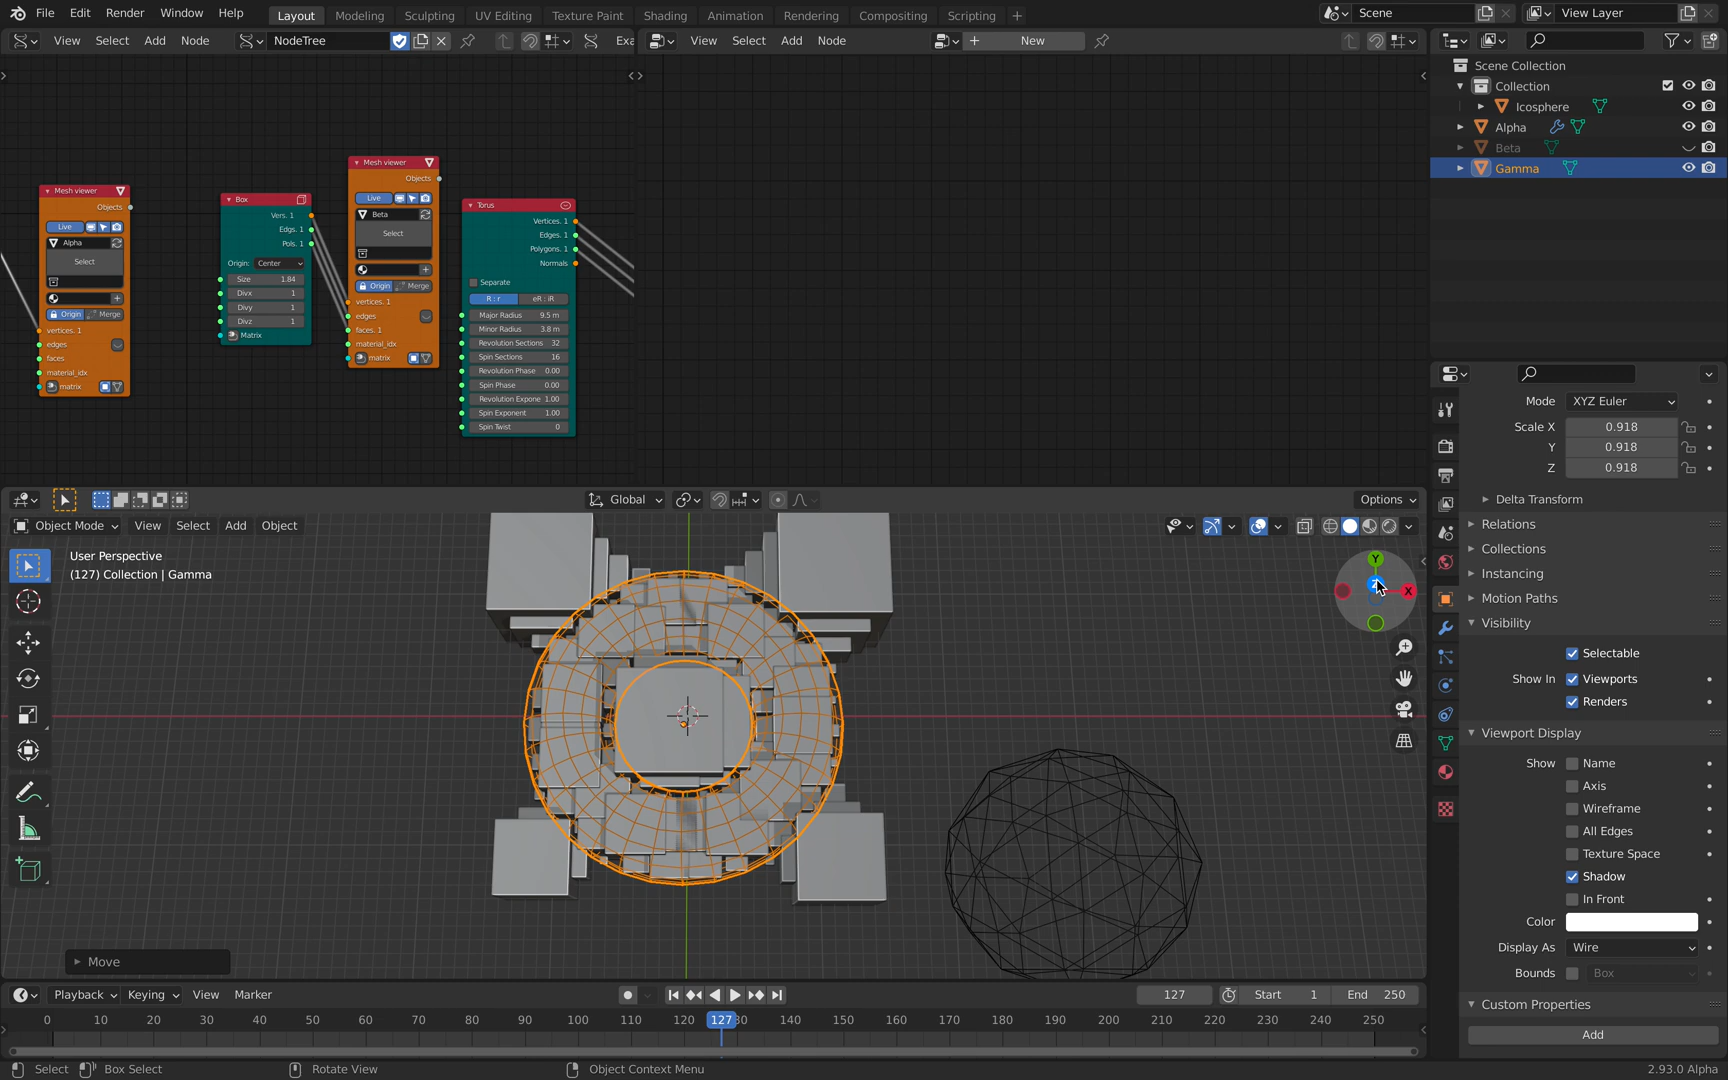 File Edit Render Window Help Layout Modeling Sculpting UV Editing Texture Paint Shading Animation Rendering Compositing Scripting + Scene View Layer
View Select Add Node NodeTree Exa View Select Add Node + New
Scene Collection
Collection
Icosphere
Alpha
Beta
Gamma
Mesh viewer
Objects
Live
Alpha
Select
Origin Merge
vertices. 1
edges
faces
material_idx
matrix
Box
Vers. 1
Edgs. 1
Pols. 1
Origin: Center
Size 1.84
Divx 1
Divy 1
Divz 1
Matrix
Mesh viewer
Objects
Live
Beta
Select
Origin Merge
vertices. 1
edges
faces. 1
material_idx
matrix
Torus
Vertices. 1
Edges. 1
Polygons. 1
Normals
Separate
R : r eR : iR
Major Radius 9.5 m
Minor Radius 3.8 m
Revolution Sections 32
Spin Sections 16
Revolution Phase 0.00
Spin Phase 0.00
Revolution Expone 1.00
Spin Exponent 1.00
Spin Twist 0
Mode XYZ Euler
Scale X 0.918
Y 0.918
Z 0.918
Delta Transform
Relations
Collections
Instancing
Motion Paths
Visibility
Selectable
Show In Viewports
Renders
Viewport Display
Show Name
Axis
Wireframe
All Edges
Texture Space
Shadow
In Front
Color
Display As Wire
Bounds Box
Custom Properties
Add
Global Options
Object Mode View Select Add Object
User Perspective
(127) Collection | Gamma
Y
Z
X
Move
Playback Keying View Marker 127 Start 1 End 250
0 10 20 30 40 50 60 70 80 90 100 110 120 127 30 140 150 160 170 180 190 200 210 220 230 240 250
Select Box Select Rotate View Object Context Menu 2.93.0 Alpha